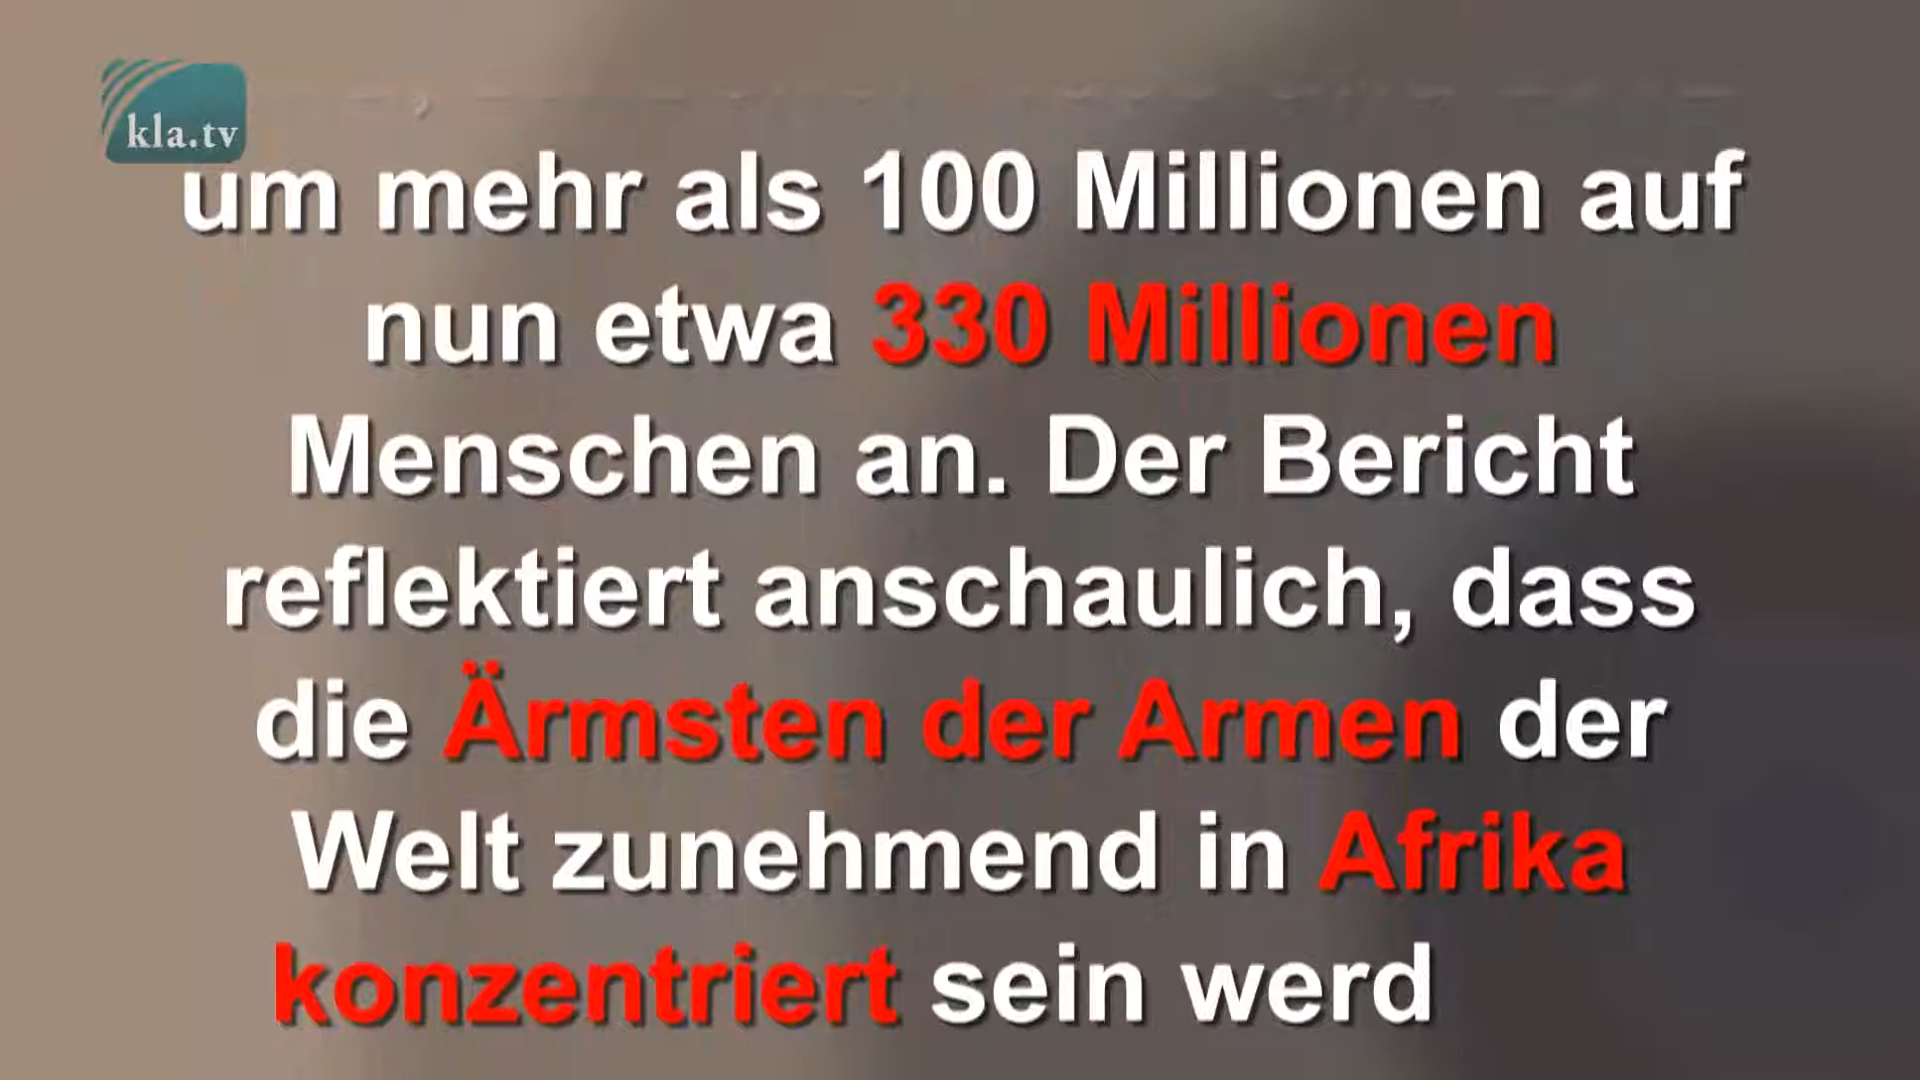 kla.tv
um mehr als 100 Millionen auf
nun etwa 330 Millionen
Menschen an. Der Bericht
reflektiert anschaulich, dass
die Ärmsten der Armen der
Welt zunehmend in Afrika
konzentriert sein werd